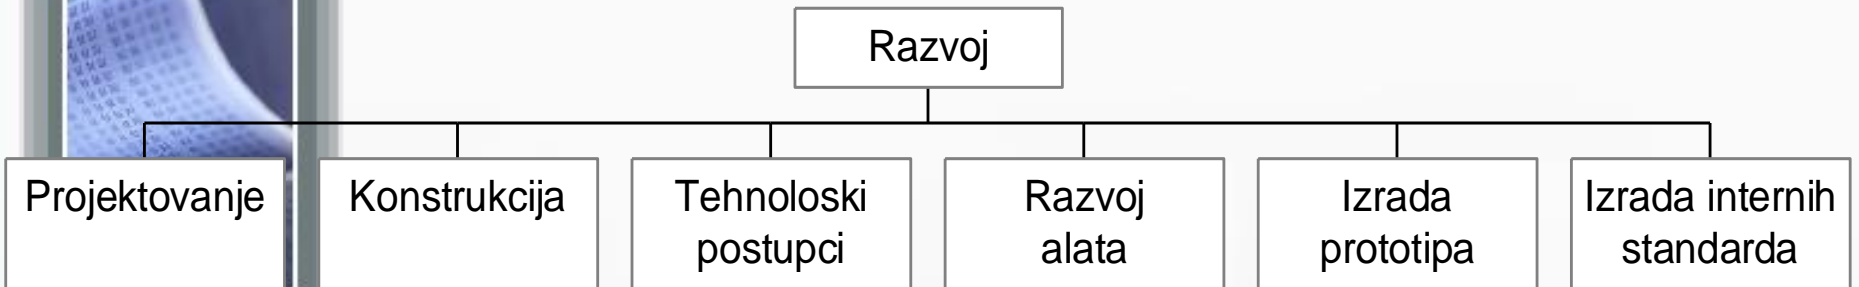 Razvoj
Projektovanje
Konstrukcija
Tehnoloski
postupci
Razvoj
alata
Izrada
prototipa
Izrada internih
standarda